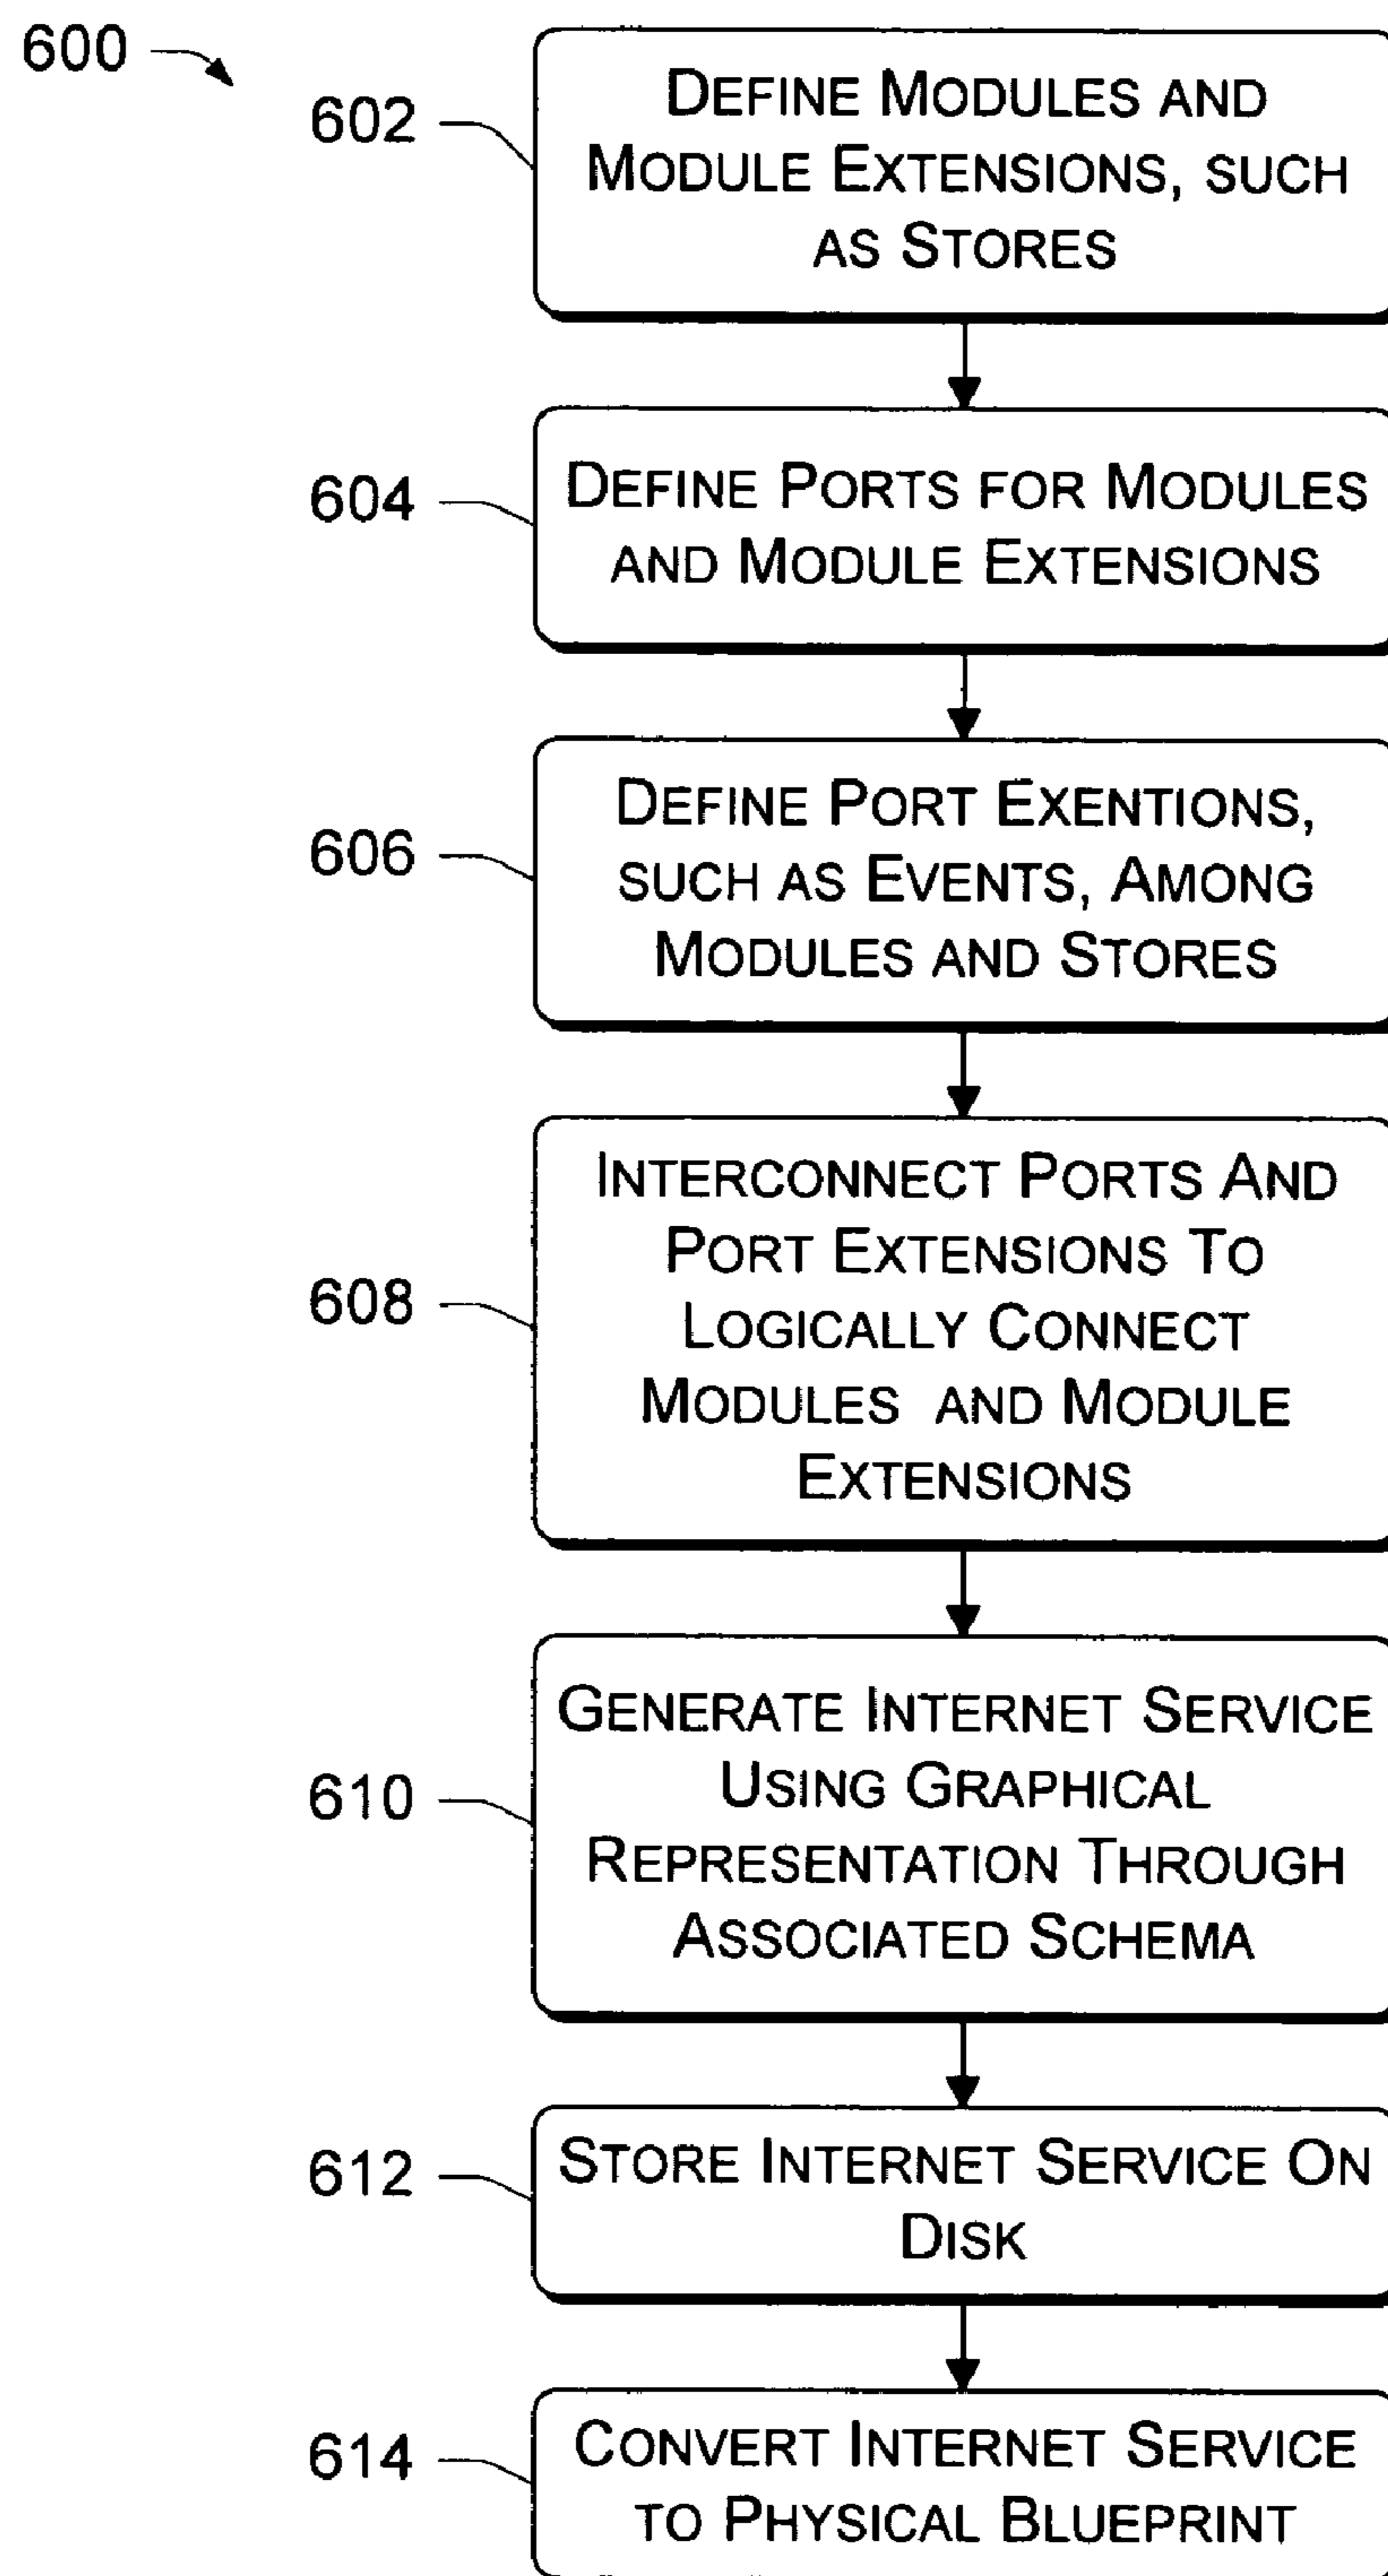 600
602
DEFINE MODULES AND
MODULE EXTENSIONS, SUCH
AS STORES
604
DEFINE PORTS FOR MODULES
AND MODULE EXTENSIONS
606
DEFINE PORT EXENTIONS,
SUCH AS EVENTS, AMONG
MODULES AND STORES
608
INTERCONNECT PORTS AND
PORT EXTENSIONS TO
LOGICALLY CONNECT
MODULES AND MODULE
EXTENSIONS
610
GENERATE INTERNET SERVICE
USING GRAPHICAL
REPRESENTATION THROUGH
ASSOCIATED SCHEMA
612
STORE INTERNET SERVICE ON
DISK
614
CONVERT INTERNET SERVICE
TO PHYSICAL BLUEPRINT